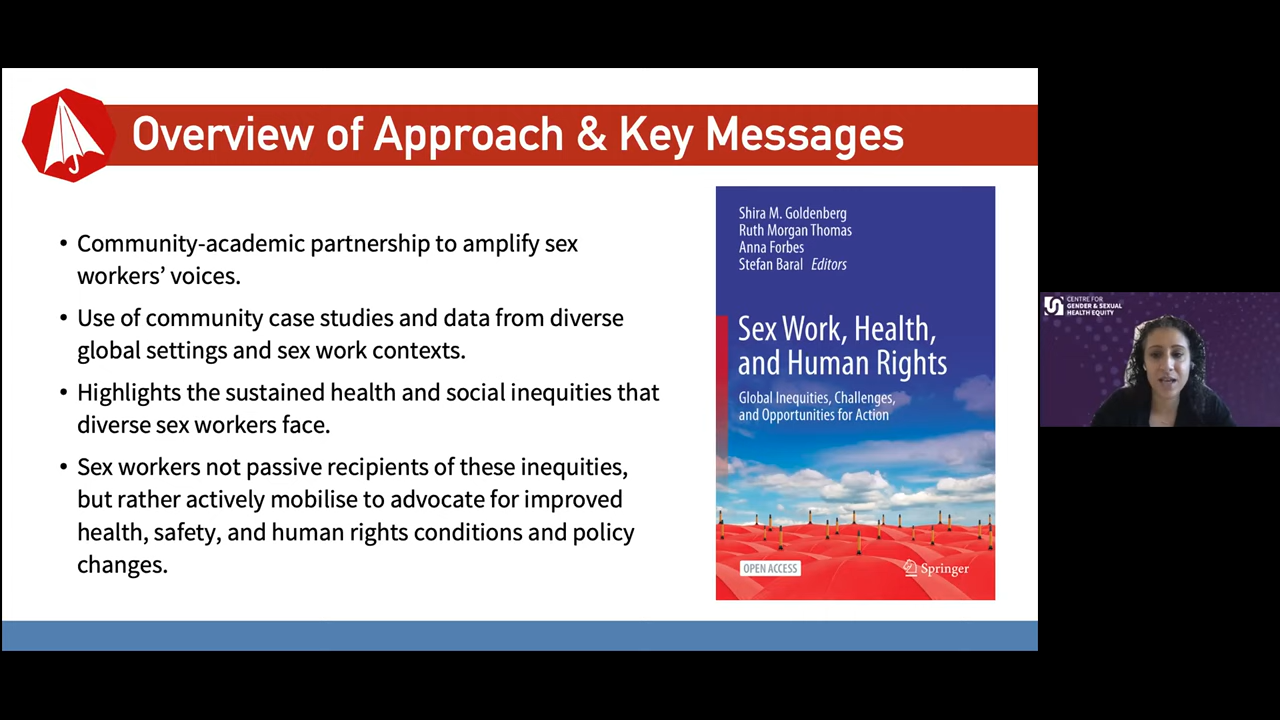 Overview of Approach & Key Messages
• Community-academic partnership to amplify sex
workers’ voices.
• Use of community case studies and data from diverse
global settings and sex work contexts.
• Highlights the sustained health and social inequities that
diverse sex workers face.
• Sex workers not passive recipients of these inequities,
but rather actively mobilise to advocate for improved
health, safety, and human rights conditions and policy
changes.
Shira M. Goldenberg
Ruth Morgan Thomas
Anna Forbes
Stefan Baral Editors
Sex Work, Health,
and Human Rights
Global Inequities, Challenges,
and Opportunities for Action
OPEN ACCESS
Springer
CENTRE FOR
GENDER & SEXUAL
HEALTH EQUITY